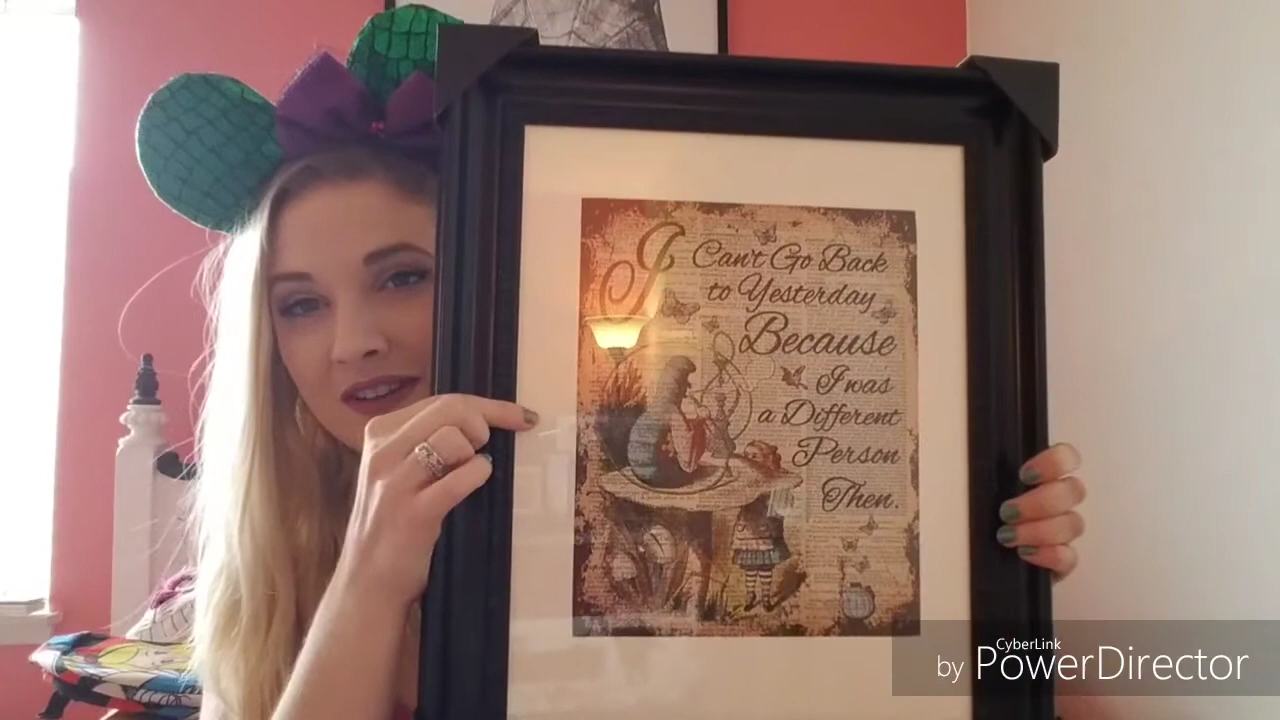 I Can't Go Back
to Yesterday
Because
I was
a Different
Person
Then.
CyberLink
by PowerDirector